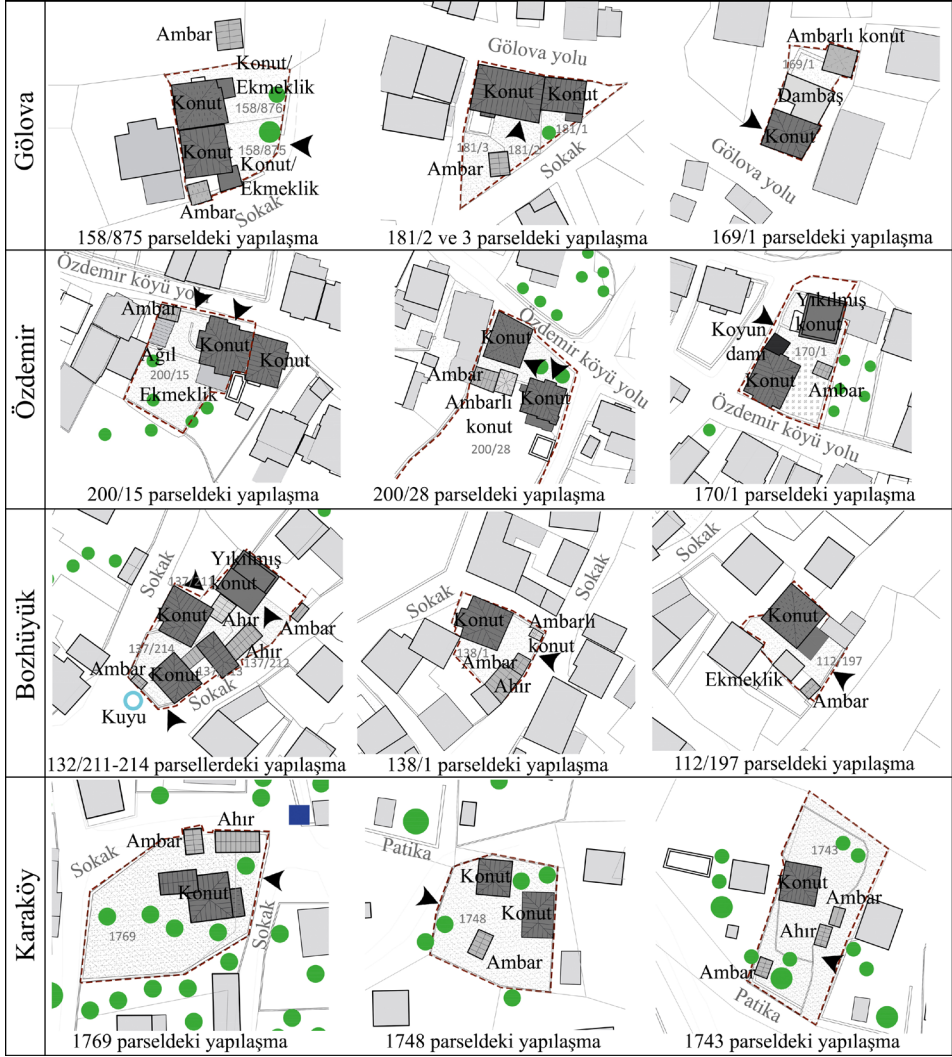 Gölova
Ambar
Konut/
Ekmeklik
Konut
158/876
Konut
158/875
Konut/
Ekmeklik
Ambar
Sokak
158/875 parseldeki yapılaşma
Gölova yolu
Konut
Konut
181/1
181/3
181/2
Ambar
Sokak
181/2 ve 3 parseldeki yapılaşma
Ambarlı konut
169/1
Dambaş
Konut
Gölova yolu
169/1 parseldeki yapılaşma
Özdemir
Özdemir köyü yolu
Ambar
Konut
Konut
Ağıl
200/15
Ekmeklik
200/15 parseldeki yapılaşma
Özdemir köyü yolu
Konut
Ambar
Konut
Ambarlı
konut
200/28
200/28 parseldeki yapılaşma
Yıkılmış
konut
Koyun
dami
170/1
Konut
Ambar
Özdemir köyü yolu
170/1 parseldeki yapılaşma
Bozhüyük
Sokak
Yıkılmış
konut
137/211
Konut
Ahır
Ambar
Ahır
137/214
137/212
Ambar
Konut
Sokak
Kuyu
132/211-214 parsellerdeki yapılaşma
Sokak
Sokak
Konut
Ambarlı
konut
138/1
Ambar
Ahır
138/1 parseldeki yapılaşma
Sokak
Konut
112/197
Ekmeklik
Ambar
112/197 parseldeki yapılaşma
Karaköy
Sokak
Ambar
Ahır
Konut
1769
Sokak
1769 parseldeki yapılaşma
Patika
Konut
Konut
1748
Ambar
1748 parseldeki yapılaşma
1743
Konut
Ambar
Ahır
Ambar
Patika
1743 parseldeki yapılaşma